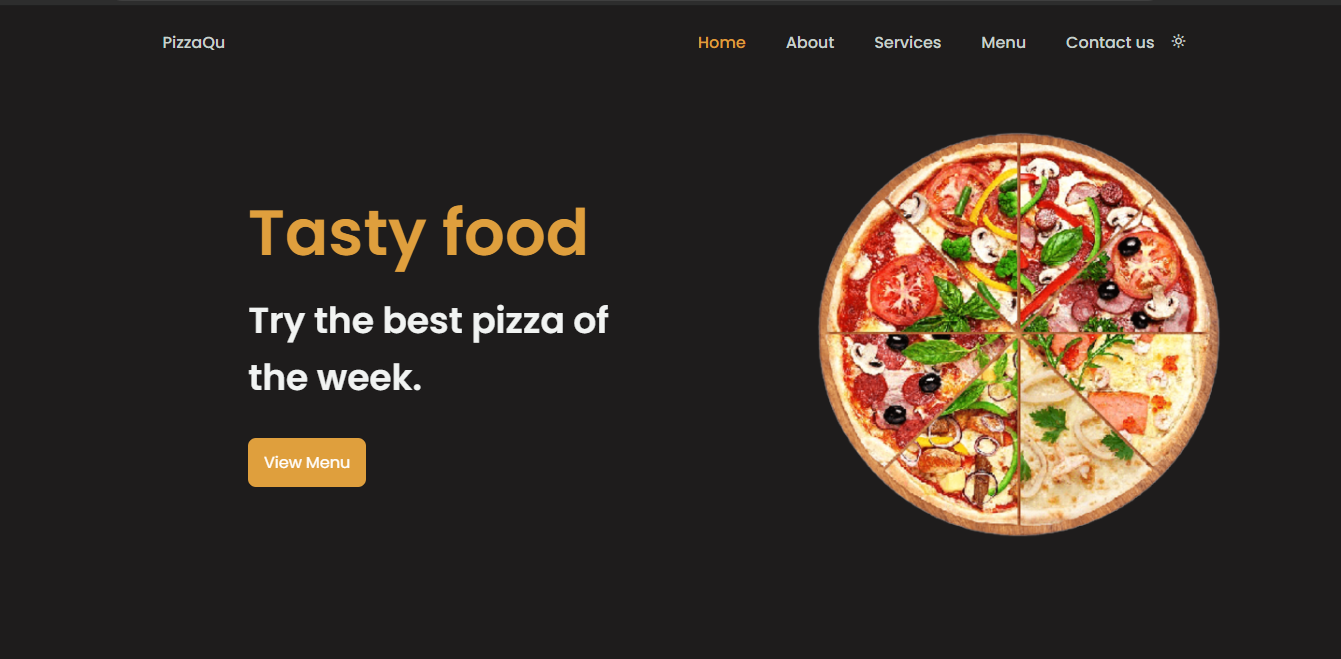 PizzaQu
Home About Services Menu Contact us
Tasty food
Try the best pizza of
the week.
View Menu